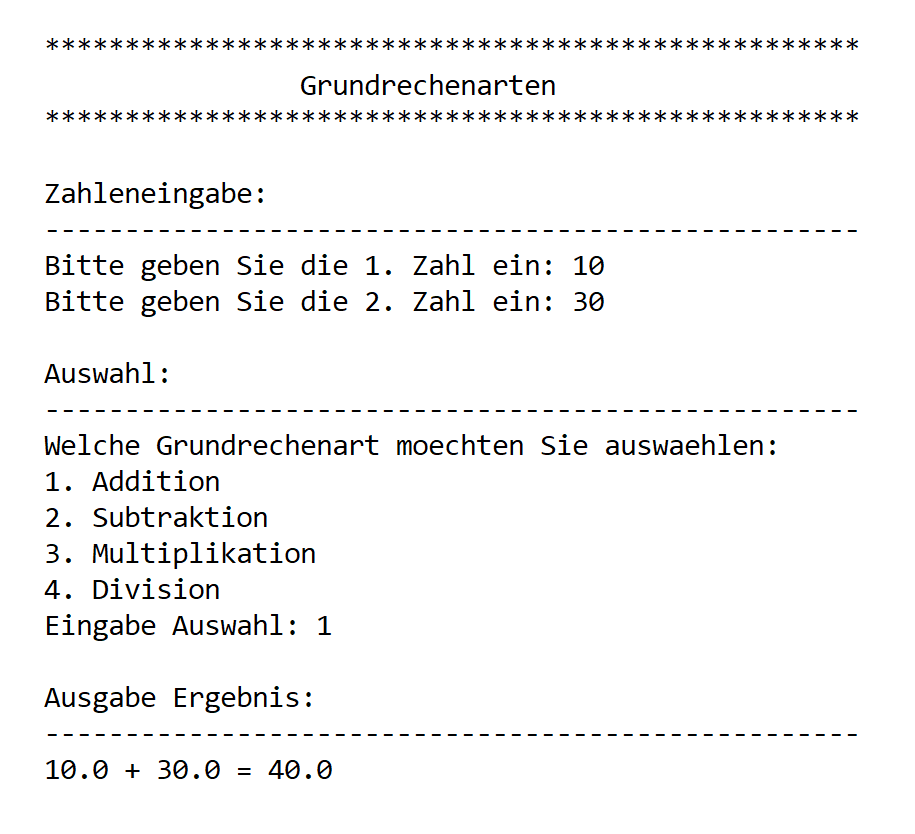 ***************************************************
Grundrechenarten
***************************************************
Zahleneingabe:
---------------------------------------------------
Bitte geben Sie die 1. Zahl ein: 10
Bitte geben Sie die 2. Zahl ein: 30
Auswahl:
---------------------------------------------------
Welche Grundrechenart moechten Sie auswaehlen:
1. Addition
2. Subtraktion
3. Multiplikation
4. Division
Eingabe Auswahl: 1
Ausgabe Ergebnis:
---------------------------------------------------
10.0 + 30.0 = 40.0